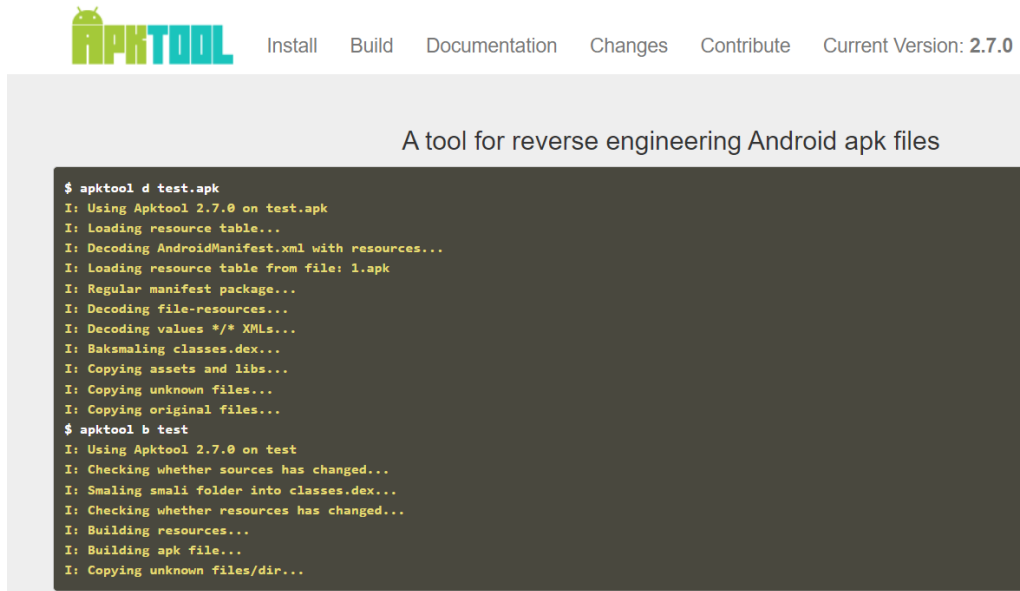 APKTOOL
Install Build Documentation Changes Contribute Current Version: 2.7.0
A tool for reverse engineering Android apk files
$ apktool d test.apk
I: Using Apktool 2.7.0 on test.apk
I: Loading resource table...
I: Decoding AndroidManifest.xml with resources...
I: Loading resource table from file: 1.apk
I: Regular manifest package...
I: Decoding file-resources...
I: Decoding values */* XMLs...
I: Baksmaling classes.dex...
I: Copying assets and libs...
I: Copying unknown files...
I: Copying original files...
$ apktool b test
I: Using Apktool 2.7.0 on test
I: Checking whether sources has changed...
I: Smaling smali folder into classes.dex...
I: Checking whether resources has changed...
I: Building resources...
I: Building apk file...
I: Copying unknown files/dir...